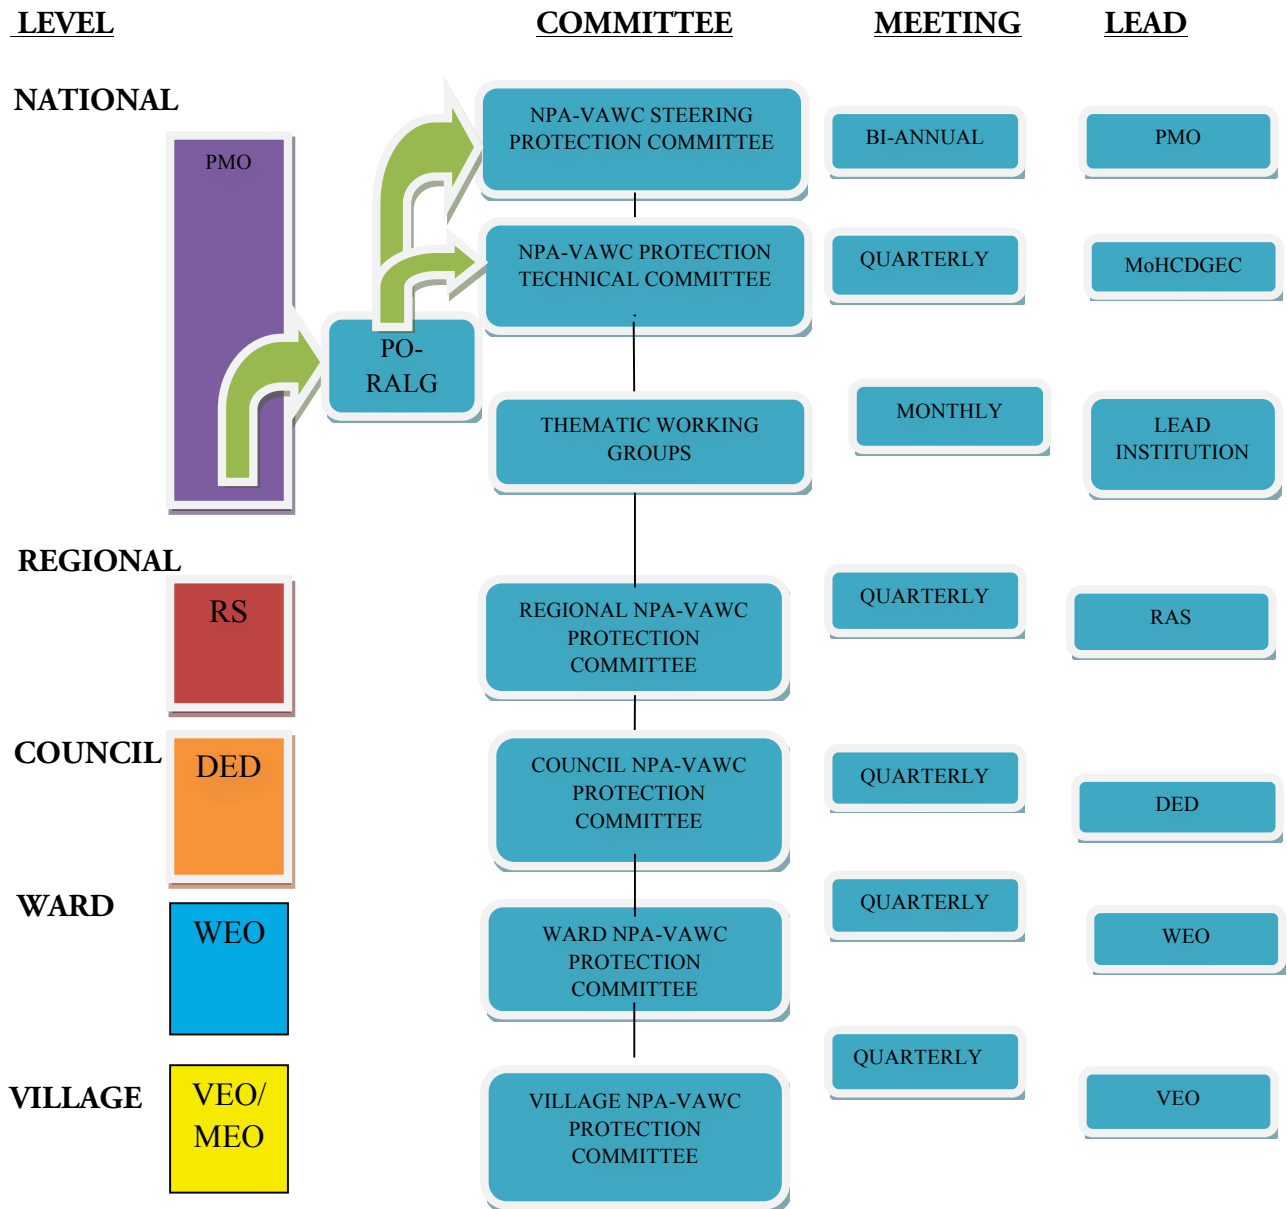 LEVEL
COMMITTEE
MEETING
LEAD
NATIONAL
PMO
NPA-VAWC STEERING
PROTECTION COMMITTEE
BI-ANNUAL
PMO
NPA-VAWC PROTECTION
TECHNICAL COMMITTEE
QUARTERLY
MoHCDGEC
PO-
RALG
THEMATIC WORKING
GROUPS
MONTHLY
LEAD
INSTITUTION
REGIONAL
RS
REGIONAL NPA-VAWC
PROTECTION
COMMITTEE
QUARTERLY
RAS
COUNCIL
DED
COUNCIL NPA-VAWC
PROTECTION
COMMITTEE
QUARTERLY
DED
WARD
WEO
WARD NPA-VAWC
PROTECTION
COMMITTEE
QUARTERLY
WEO
VILLAGE
VEO/
MEO
VILLAGE NPA-VAWC
PROTECTION
COMMITTEE
QUARTERLY
VEO